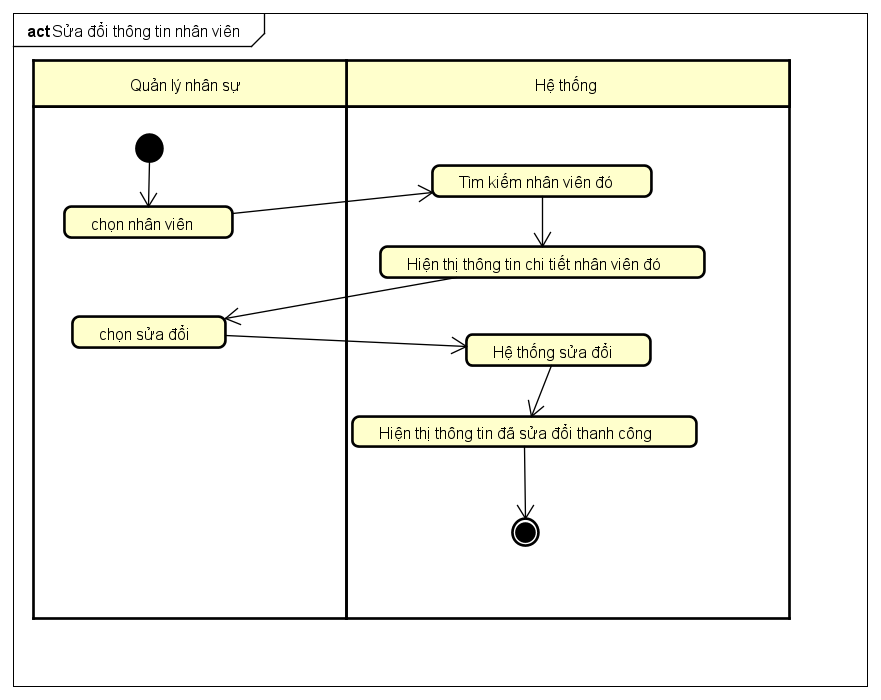 act Sửa đổi thông tin nhân viên
Quản lý nhân sự
Hệ thống
Tìm kiếm nhân viên đó
chọn nhân viên
Hiện thị thông tin chi tiết nhân viên đó
chọn sửa đổi
Hệ thống sửa đổi
Hiện thị thông tin đã sửa đổi thanh công